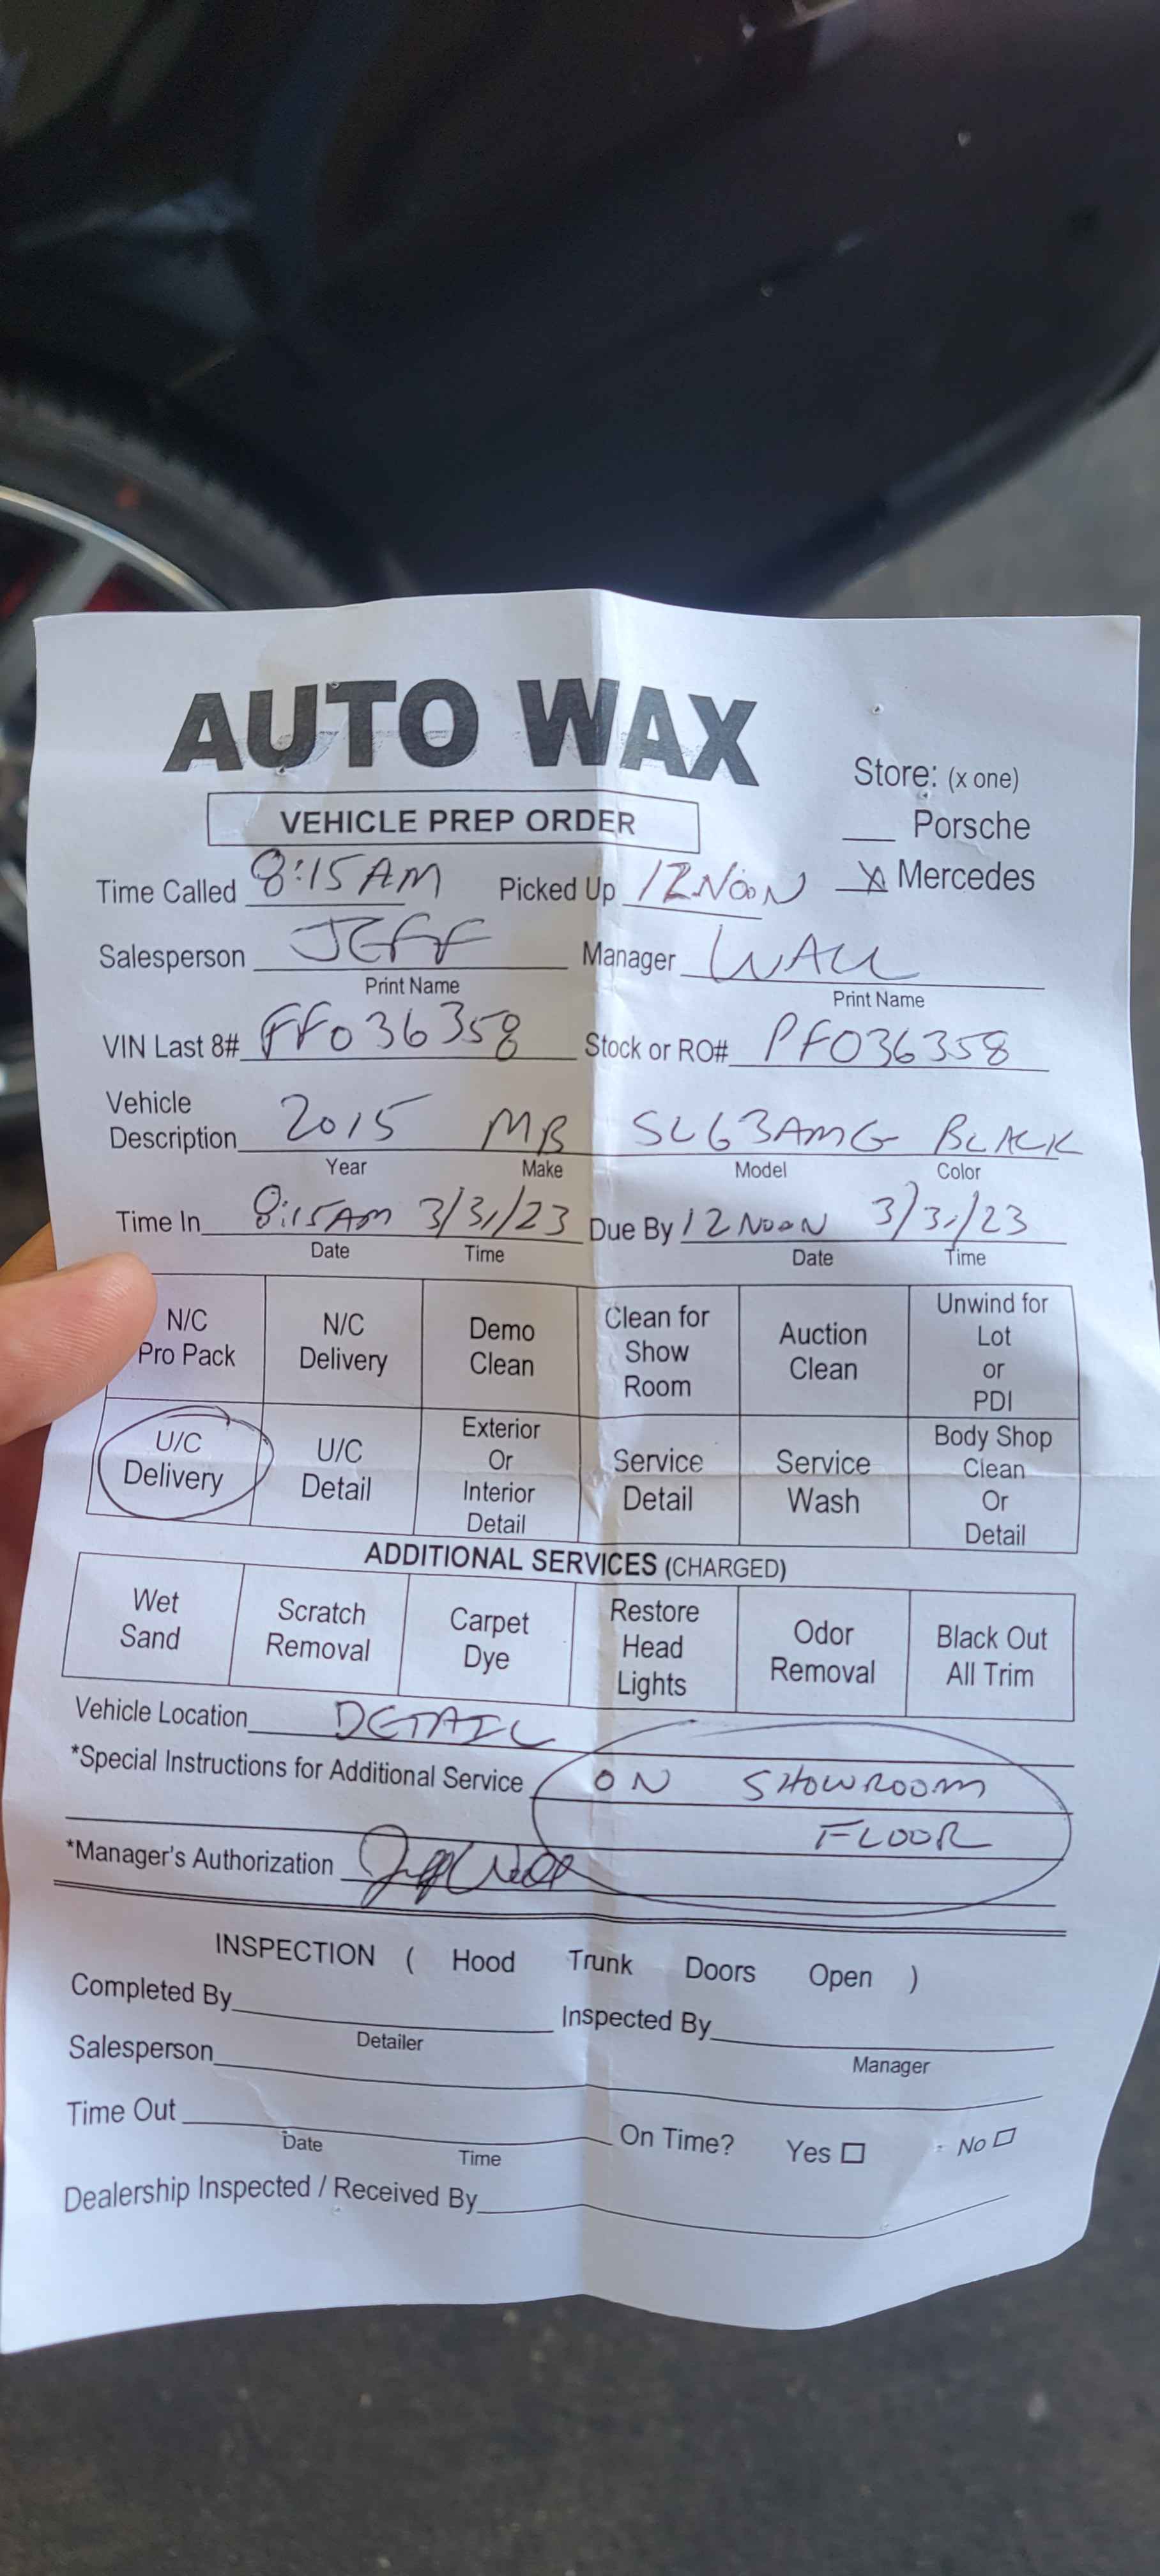 AUTO WAX
Store: (x one)
VEHICLE PREP ORDER
___ Porsche
Time Called 8:15 AM Picked Up 12 NOON X Mercedes
Salesperson JEFF Manager WALL
Print Name Print Name
VIN Last 8# FF036358 Stock or RO# PF036358
Vehicle
Description 2015 MB SL63AMG BLACK
Year Make Model Color
Time In 8:15AM 3/31/23 Due By 12 NOON 3/31/23
Date Time Date Time
N/C Pro Pack N/C Delivery Demo Clean Clean for Show Room Auction Clean Unwind for Lot or PDI
U/C Delivery U/C Detail Exterior Or Interior Detail Service Detail Service Wash Body Shop Clean Or Detail
ADDITIONAL SERVICES (CHARGED)
Wet Sand Scratch Removal Carpet Dye Restore Head Lights Odor Removal Black Out All Trim
Vehicle Location DETAIL
*Special Instructions for Additional Service ON SHOWROOM
FLOOR
*Manager's Authorization
INSPECTION ( Hood Trunk Doors Open )
Completed By Inspected By
Detailer Manager
Salesperson
Time Out On Time? Yes ☐ No ☐
Date Time
Dealership Inspected / Received By